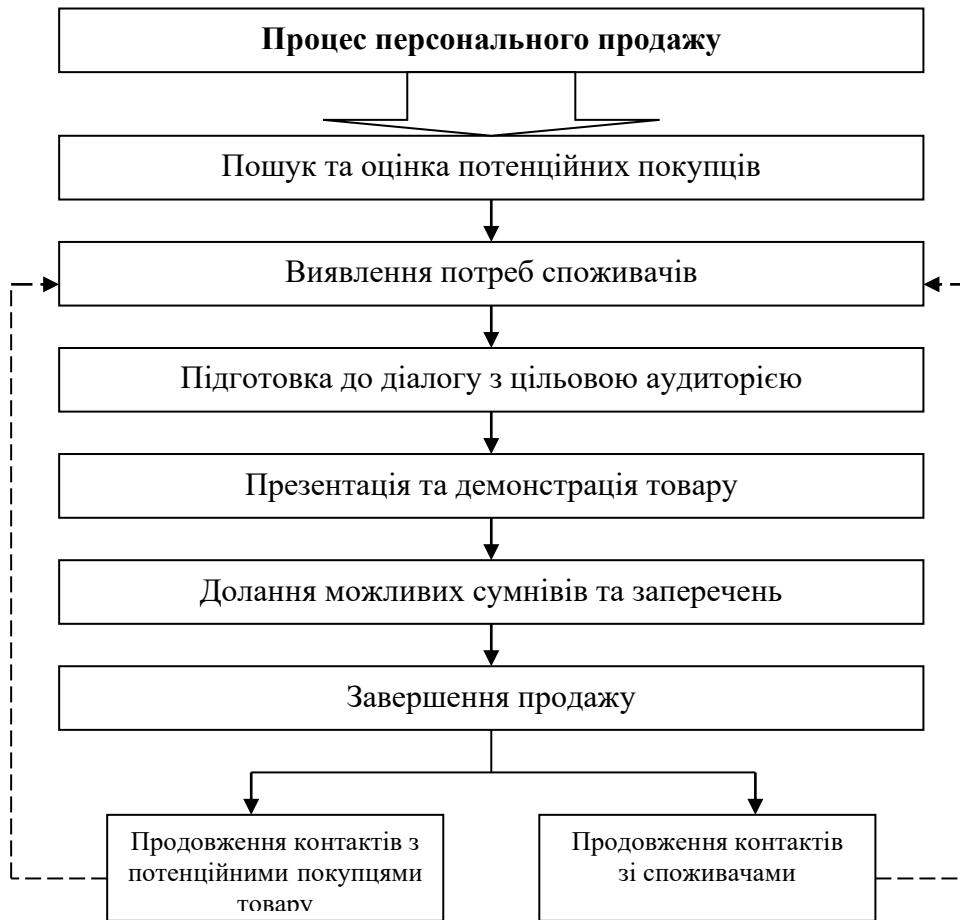 Процес персонального продажу
Пошук та оцінка потенційних покупців
Виявлення потреб споживачів
Підготовка до діалогу з цільовою аудиторією
Презентація та демонстрація товару
Долання можливих сумнівів та заперечень
Завершення продажу
Продовження контактів з
потенційними покупцями
товару
Продовження контактів
зі споживачами